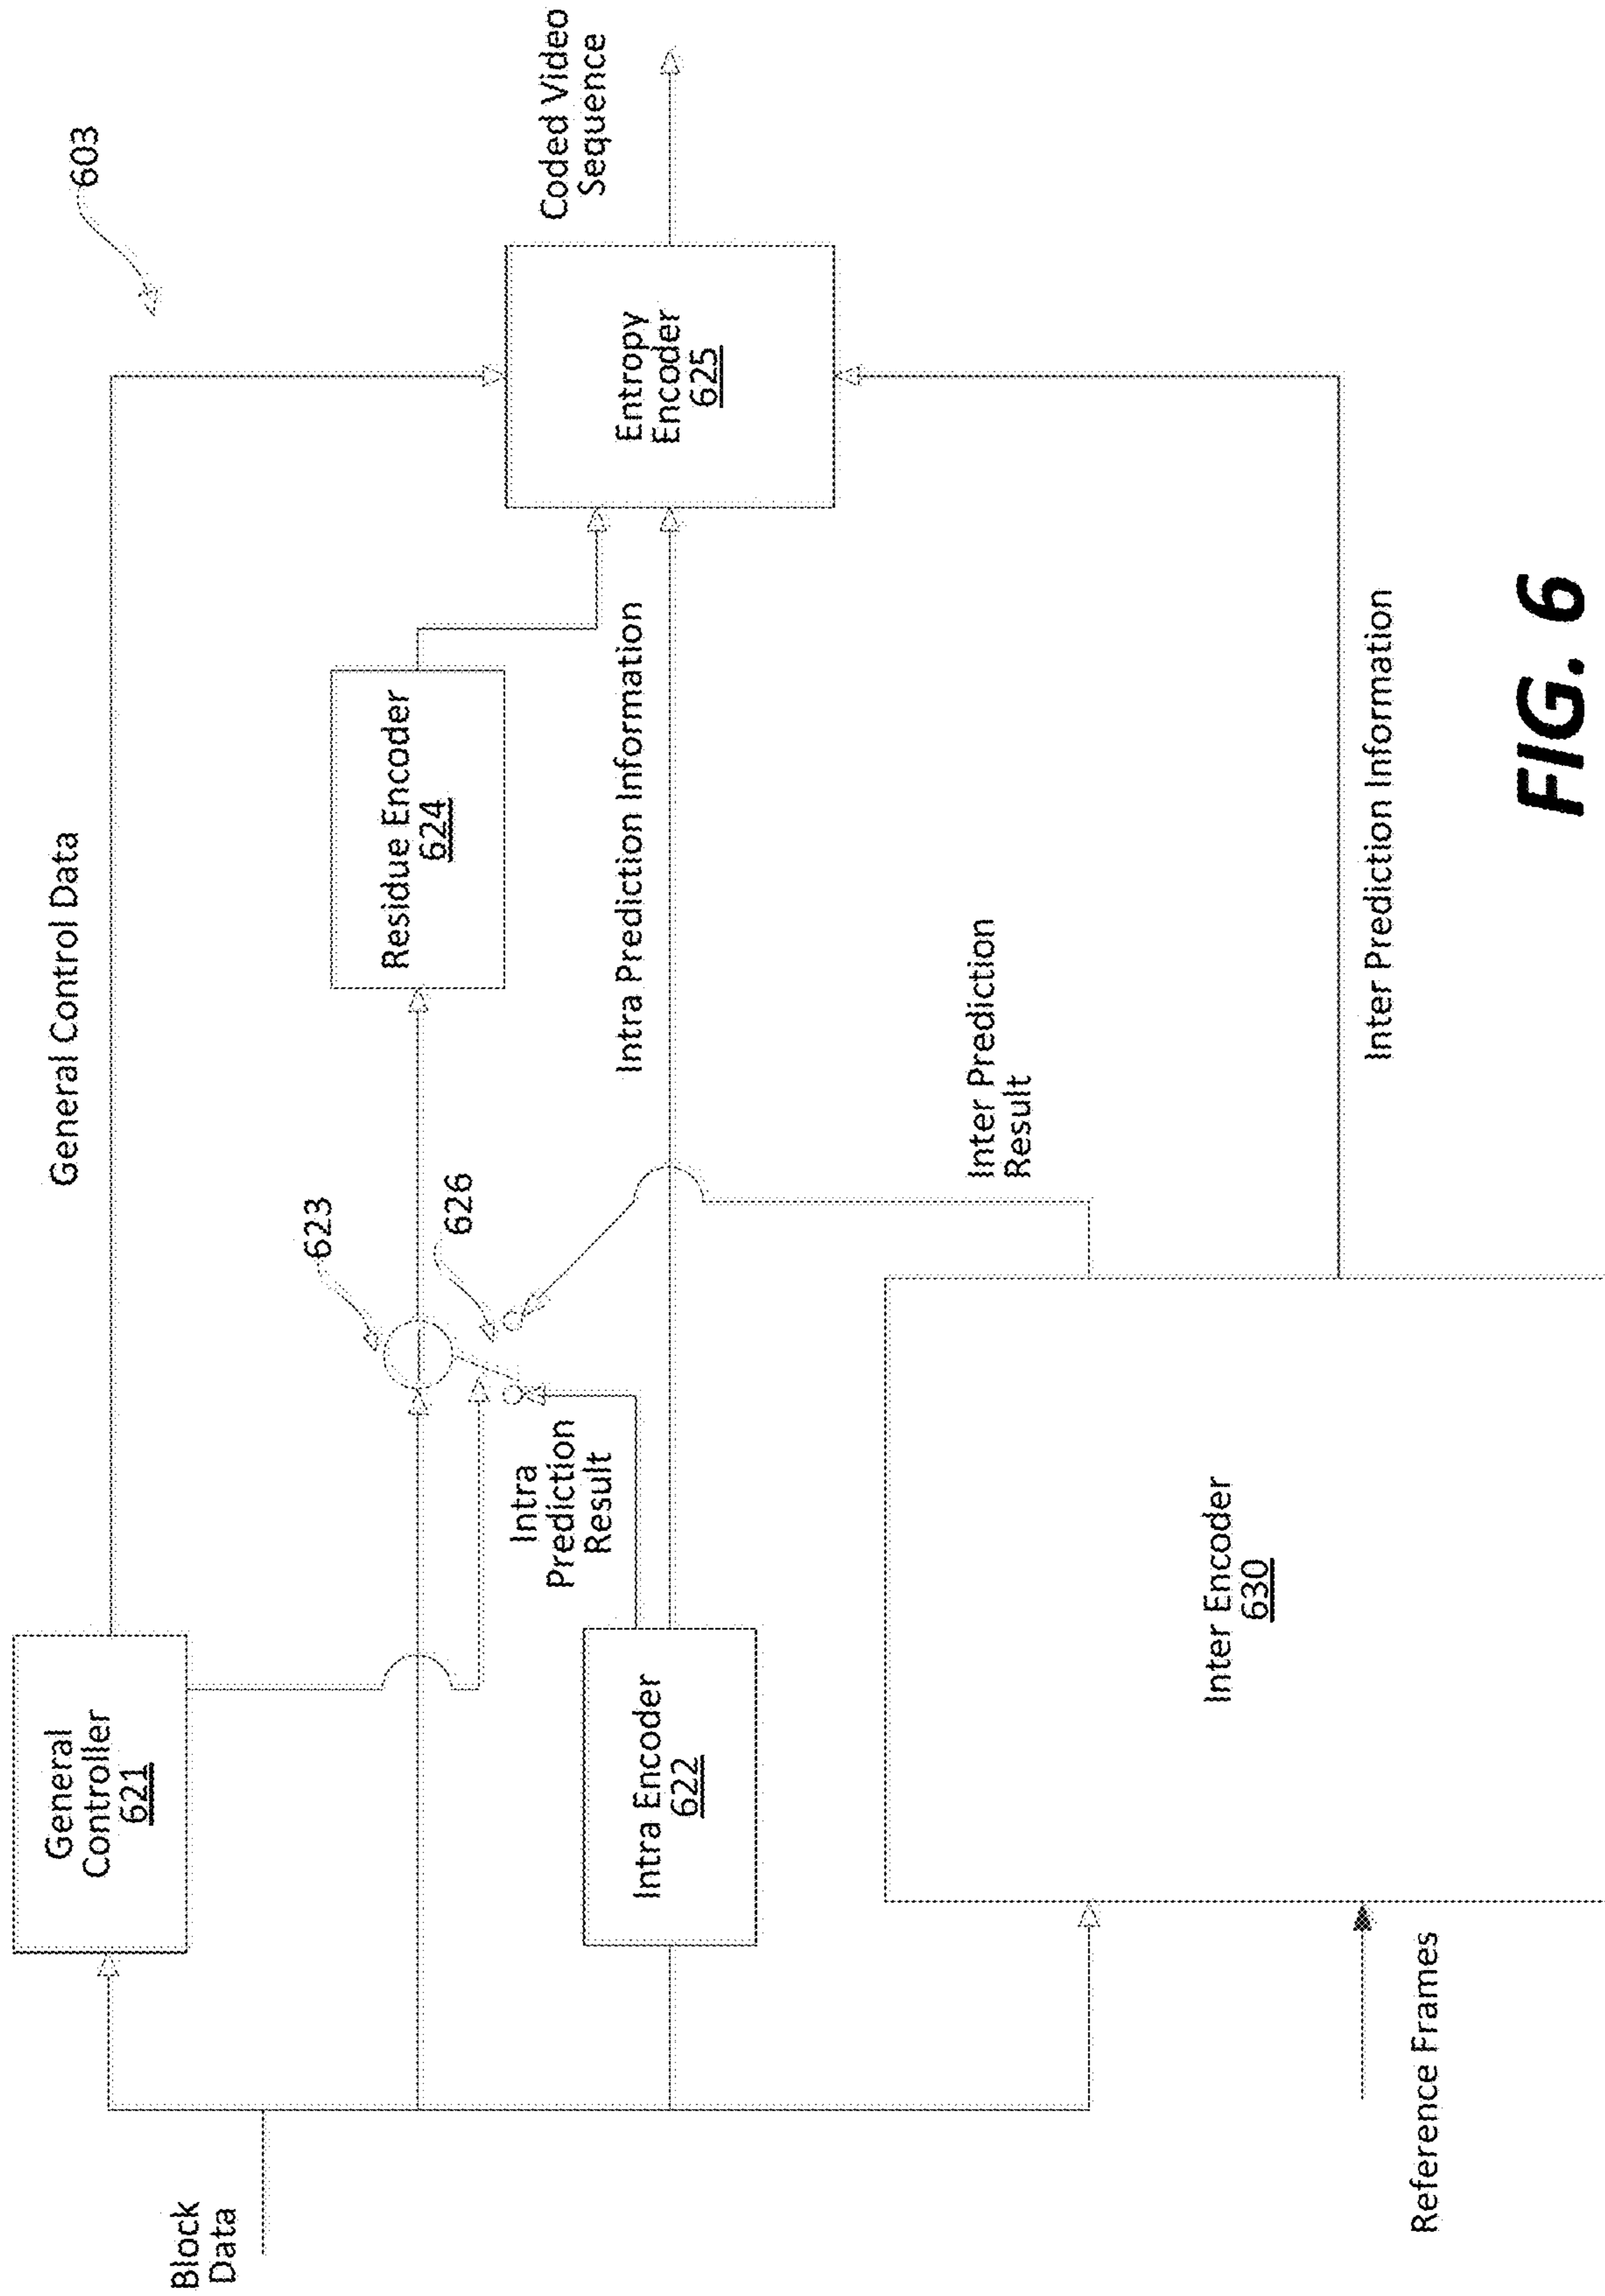 603
General Control Data
General
Controller
621
Block
Data
623
626
Residue Encoder
624
Coded Video
Sequence
Entropy
Encoder
625
Intra
Prediction
Result
Intra Prediction Information
Intra Encoder
622
Inter Prediction
Result
Inter Encoder
630
Reference Frames
Inter Prediction Information
FIG. 6